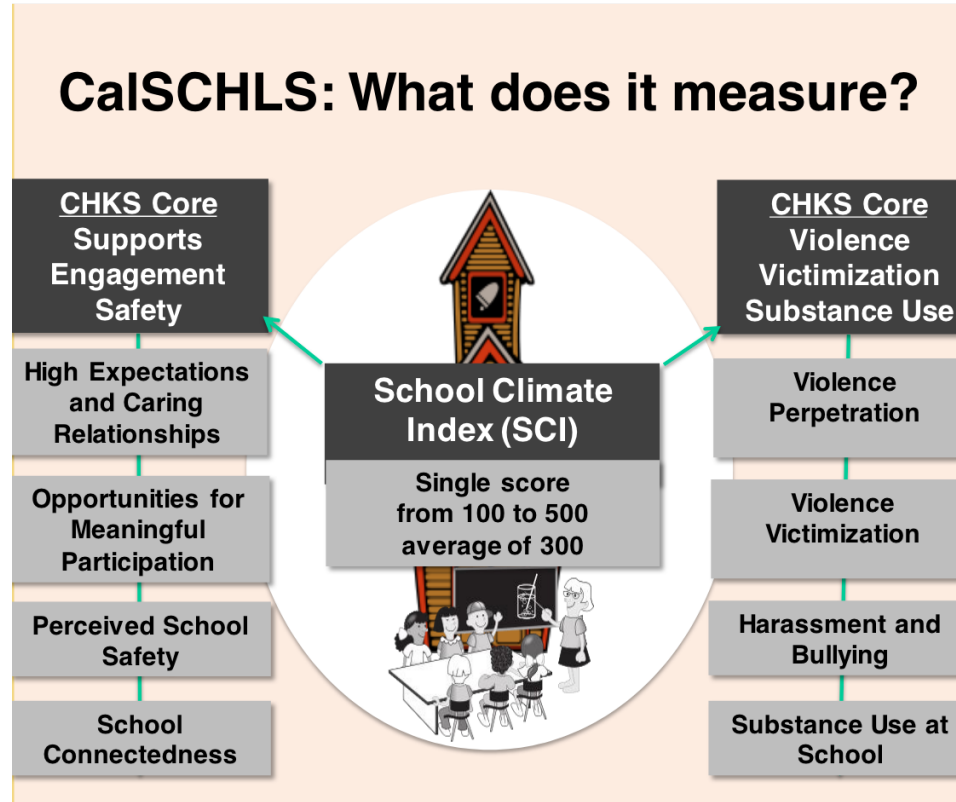 CalSCHLS: What does it measure?
CHKS Core
Supports
Engagement
Safety
High Expectations
and Caring
Relationships
Opportunities for
Meaningful
Participation
Perceived School
Safety
School
Connectedness
School Climate
Index (SCI)
Single score
from 100 to 500
average of 300
CHKS Core
Violence
Victimization
Substance Use
Violence
Perpetration
Violence
Victimization
Harassment and
Bullying
Substance Use at
School